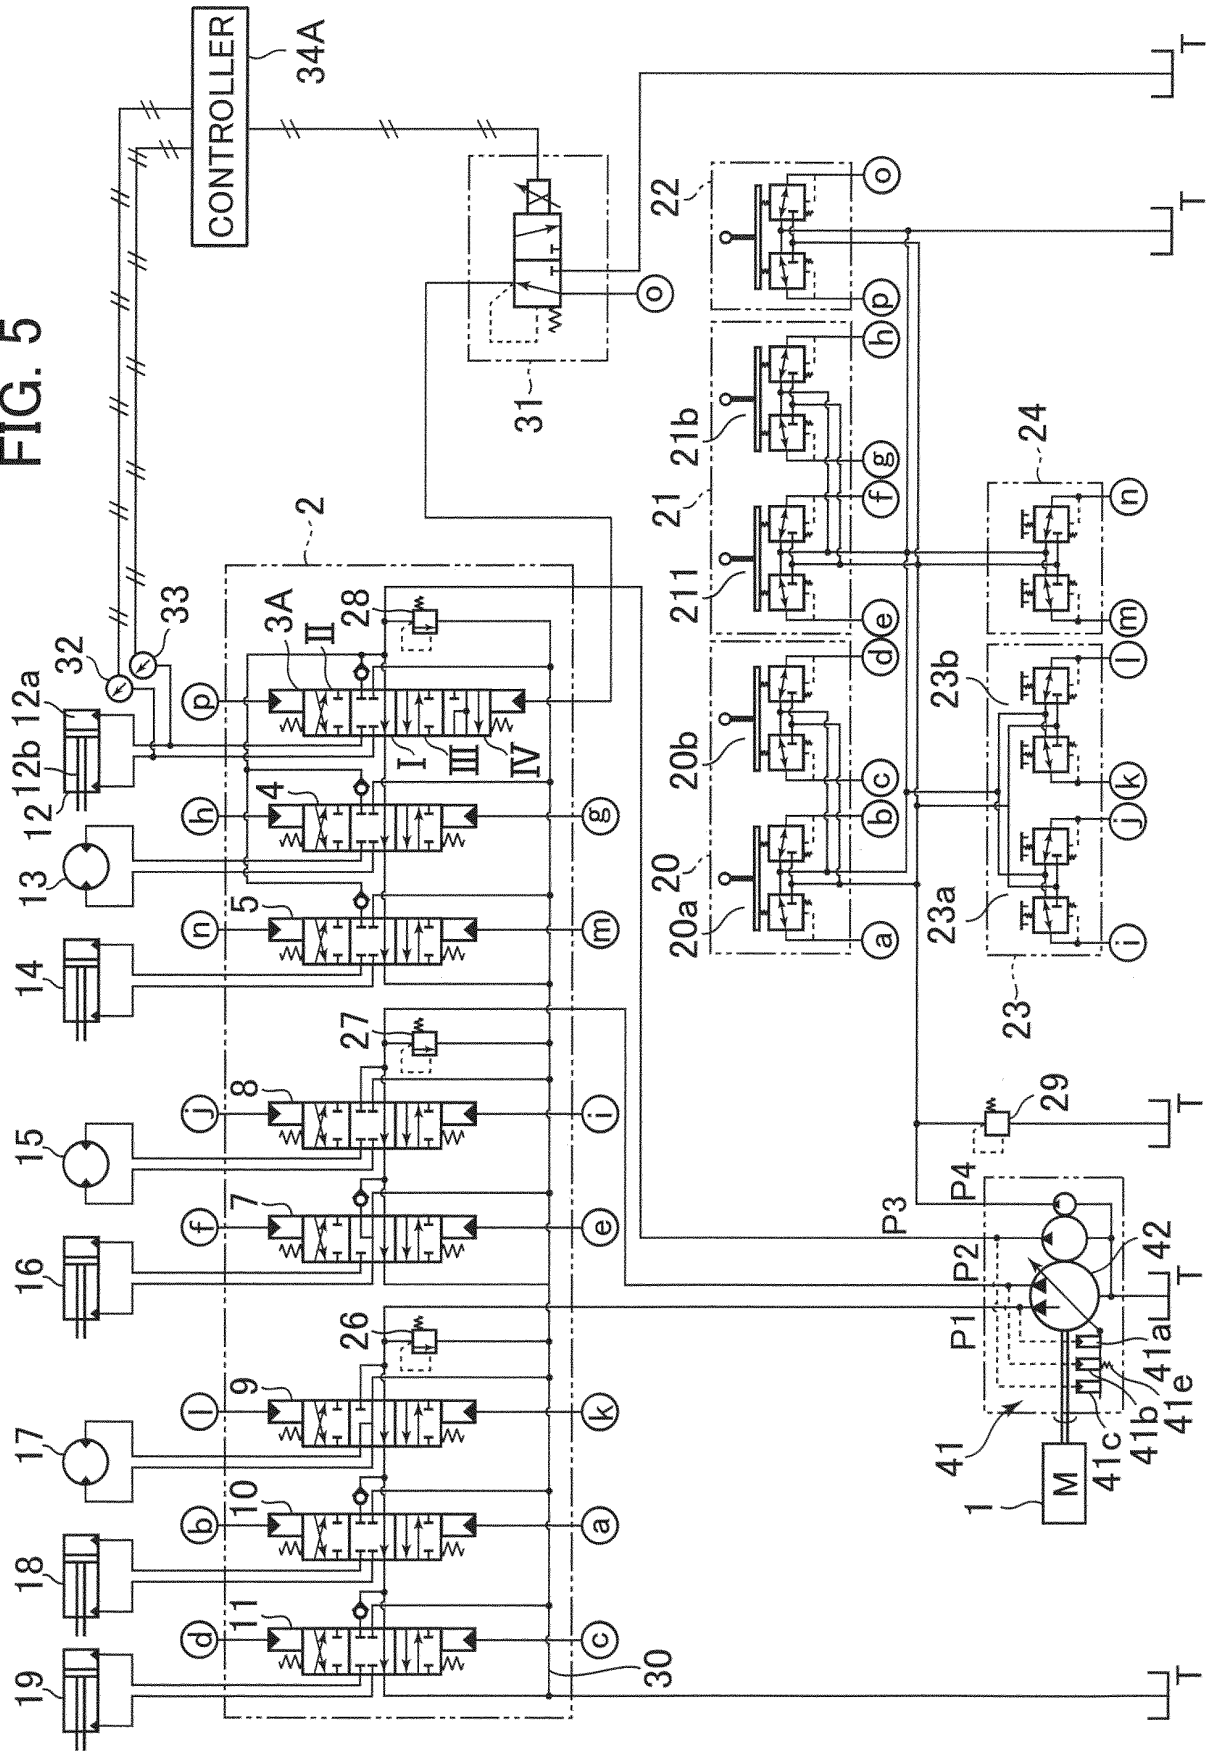 FIG. 5
CONTROLLER
34A
T
T
22
o
p
31
o
21
21b
211
h
g
f
e
24
n
m
2
32
33
12a
12b
12
p
3A
II
28
I
III
IV
13
h
4
g
14
n
5
m
20
20b
20a
d
c
b
a
23b
23a
23
l
k
j
i
15
j
8
27
i
16
f
7
e
29
T
P4
P3
P2
P1
42
T
17
l
9
26
k
41
41a
41b
41c
41e
1
M
18
b
10
a
19
d
11
c
30
T